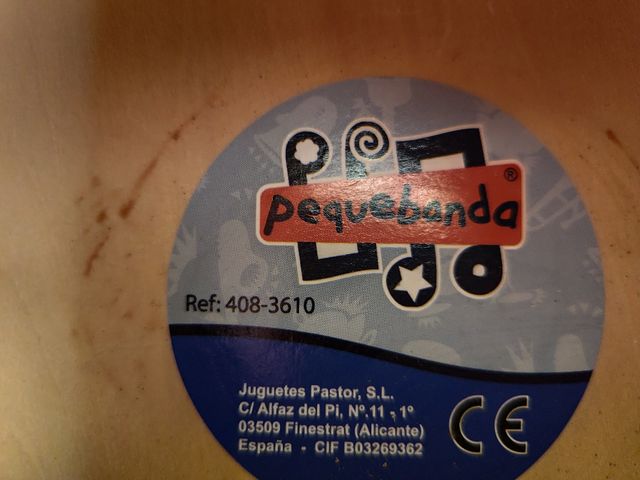 pequebanda®
Ref: 408-3610
Juguetes Pastor, S.L.
C/ Alfaz del Pi, Nº.11 - 1º
03509 Finestrat (Alicante)
España - CIF B03269362
CE